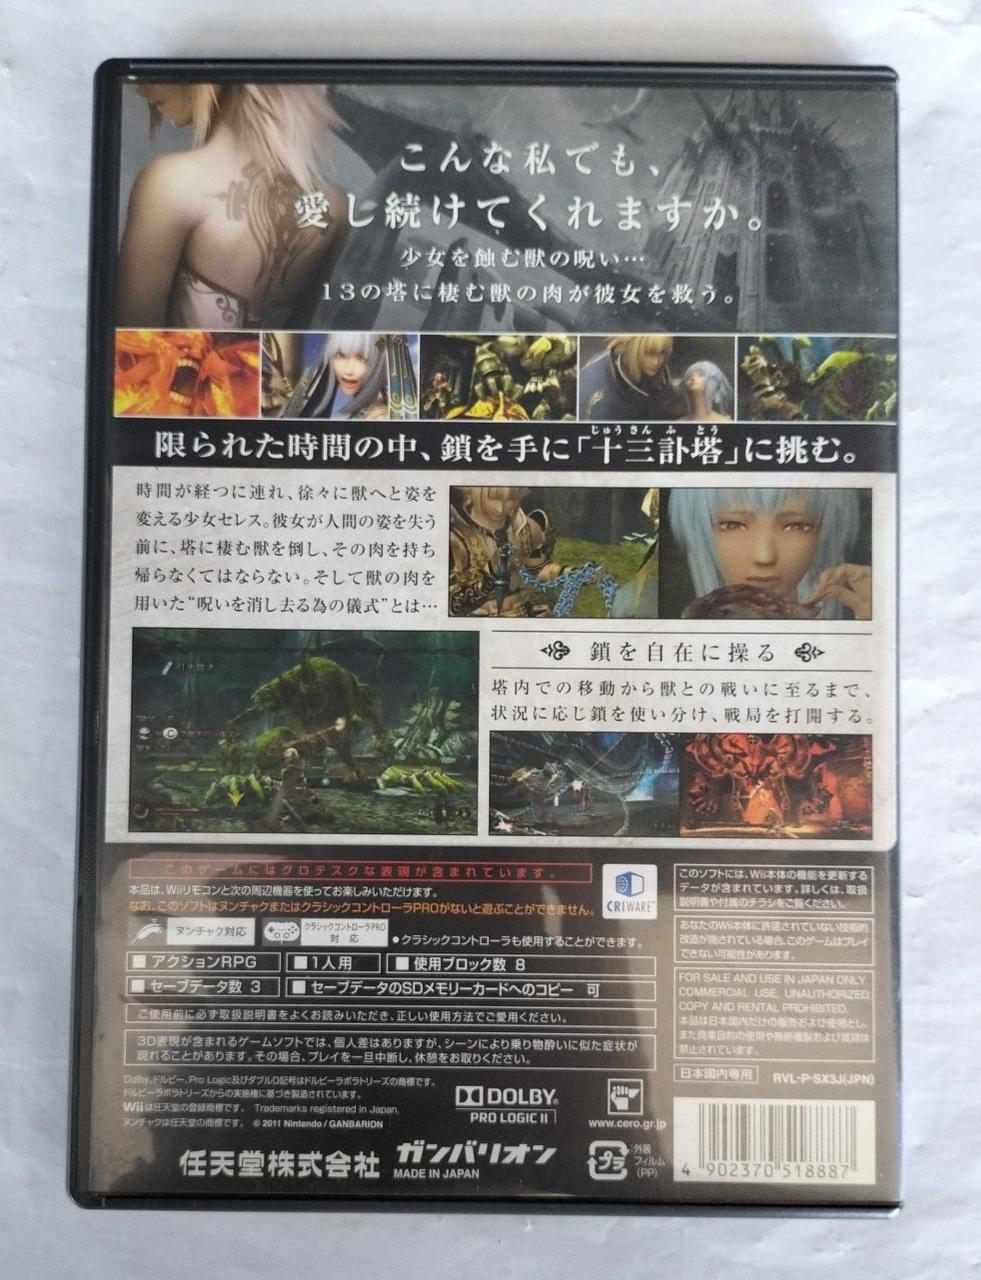 こんな私でも、
愛し続けてくれますか。
少女を蝕む獣の呪い…
13の塔に棲む獣の肉が彼女を救う。
じゅうさんふとう
限られた時間の中、鎖を手に「十三訃塔」に挑む。
時間が経つに連れ、徐々に獣へと姿を
変える少女セレス。彼女が人間の姿を失う
前に、塔に棲む獣を倒し、その肉を持ち
帰らなくてはならない。そして獣の肉を
用いた“呪いを消し去る為の儀式”とは…
鎖を自在に操る
塔内での移動から獣との戦いに至るまで、
状況に応じ鎖を使い分け、戦局を打開する。
このゲームにはグロテスクな表現が含まれています。
本品は、Wiiリモコンと次の周辺機器を使ってお楽しみいただけます。
なお、このソフトはヌンチャクまたはクラシックコントローラPROがないと遊ぶことができません。
ヌンチャク対応
クラシックコントローラPRO
対応
●クラシックコントローラも使用することができます。
CRIWARE
■アクションRPG
■1人用
■使用ブロック数 8
■セーブデータ数 3
■セーブデータのSDメモリーカードへのコピー 可
ご使用前に必ず取扱説明書をよくお読みいただき、正しい使用方法でご愛用ください。
3D表現が含まれるゲームソフトでは、個人差はありますが、シーンにより乗り物酔いに似た症状が
現れることがあります。その場合、プレイを一旦中断し、休憩をお取りください。
Dolby、ドルビー、Pro Logic及びダブルD記号はドルビーラボラトリーズの商標です。
ドルビーラボラトリーズからの実施権に基づき製造されています。
Wiiは任天堂の登録商標です。 Trademarks registered in Japan.
ヌンチャクは任天堂の商標です。 © 2011 Nintendo / GANBARION
DOLBY
PRO LOGIC II
www.cero.gr.jp
任天堂株式会社
ガンバリオン
MADE IN JAPAN
プラ
外装
フィルム
(PP)
このソフトには、Wii本体の機能を更新する
データが含まれています。詳しくは、取扱
説明書や付属のチラシをご覧ください。
あなたのWii本体に許諾されていない技術的
改造が施されている場合、このゲームはプレイ
できない可能性があります。
FOR SALE AND USE IN JAPAN ONLY.
COMMERCIAL USE, UNAUTHORIZED
COPY AND RENTAL PROHIBITED.
本品は日本国内だけの販売および使用とし、
また商業目的の使用や無断複製および賃貸は
禁止されています。
日本国内専用
RVL-P-SX3J(JPN)
4 902370 518887